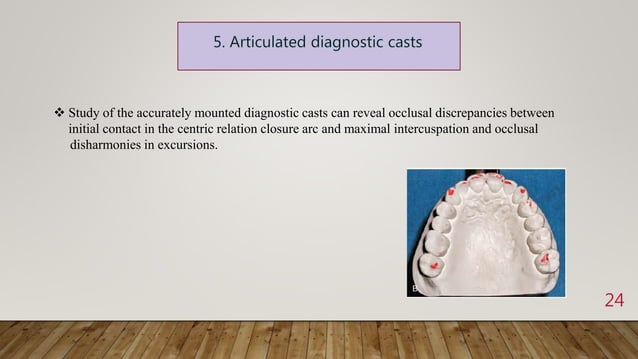 5. Articulated diagnostic casts
❖ Study of the accurately mounted diagnostic casts can reveal occlusal discrepancies between
initial contact in the centric relation closure arc and maximal intercuspation and occlusal
disharmonies in excursions.
B
24